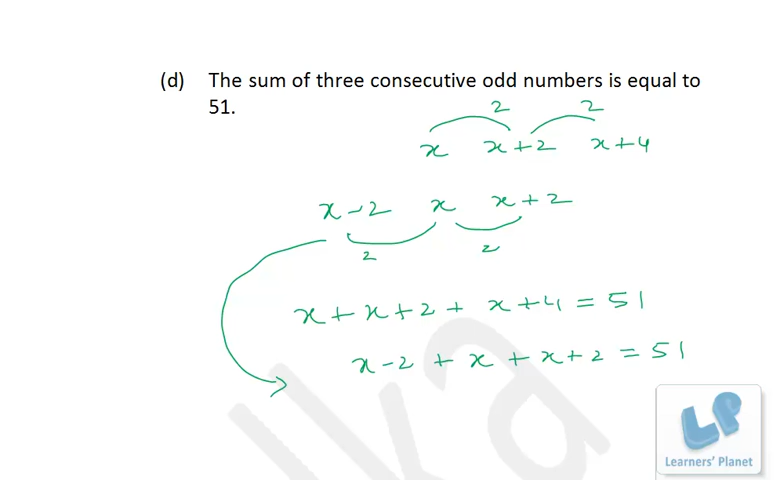 (d) The sum of three consecutive odd numbers is equal to
51.
2 2
x x+2 x+4
x-2 x x+2
2 2
x + x + 2 + x + 4 = 51
x - 2 + x + x + 2 = 51
LP
Learners' Planet